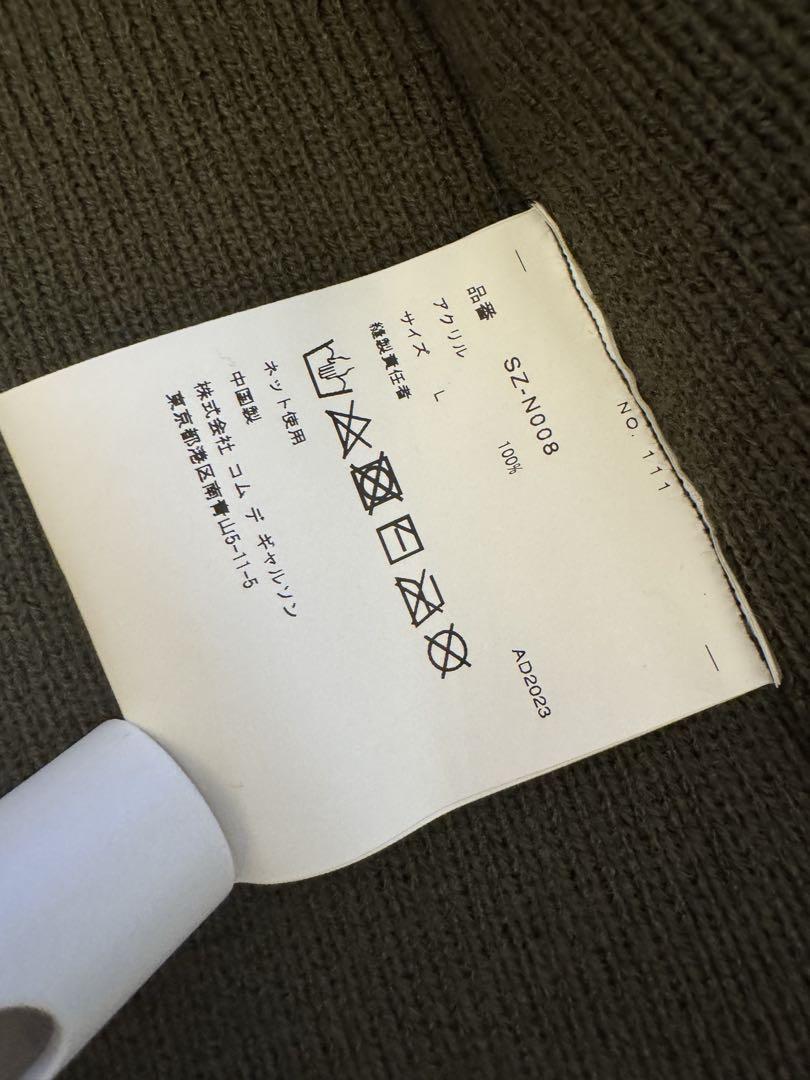 NO. 111
品番 SZ-N008 AD2023
アクリル 100%
サイズ L
縫製責任者
ネット使用
中国製
株式会社 コム デ ギャルソン
東京都港区南青山5-11-5